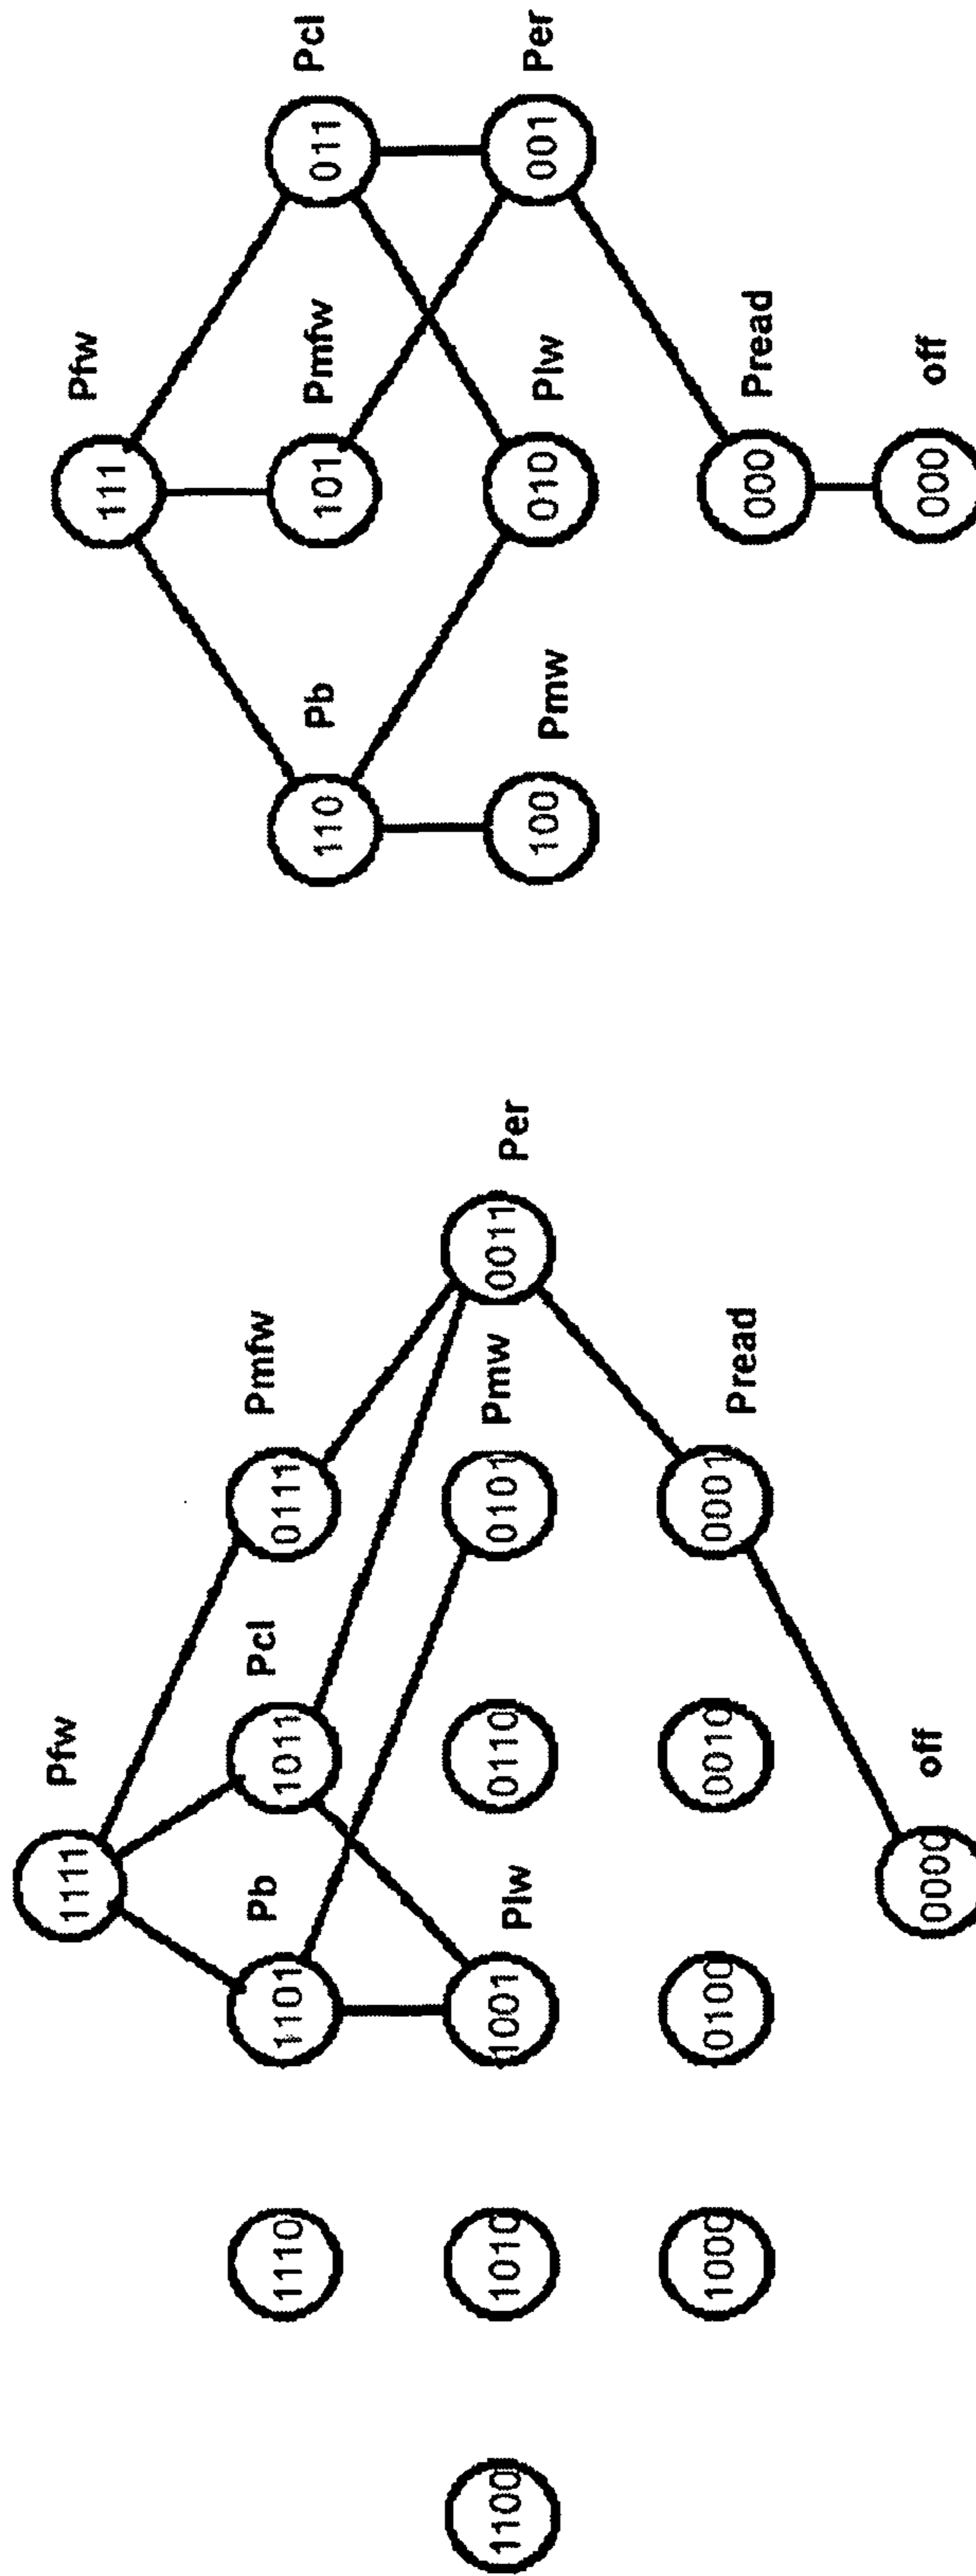 Pfw
1111
Pb Pcl Pmfw
1110 1101 1011 0111
1100 1010 1001 Plw 0110 0101 Pmw 0011 Per
1000 0100 0010 0001 Pread
0000 off
Pfw
111
110 Pb 101 Pmfw 011 Pcl
100 Pmw 010 Plw 001 Per
000 Pread
000 off